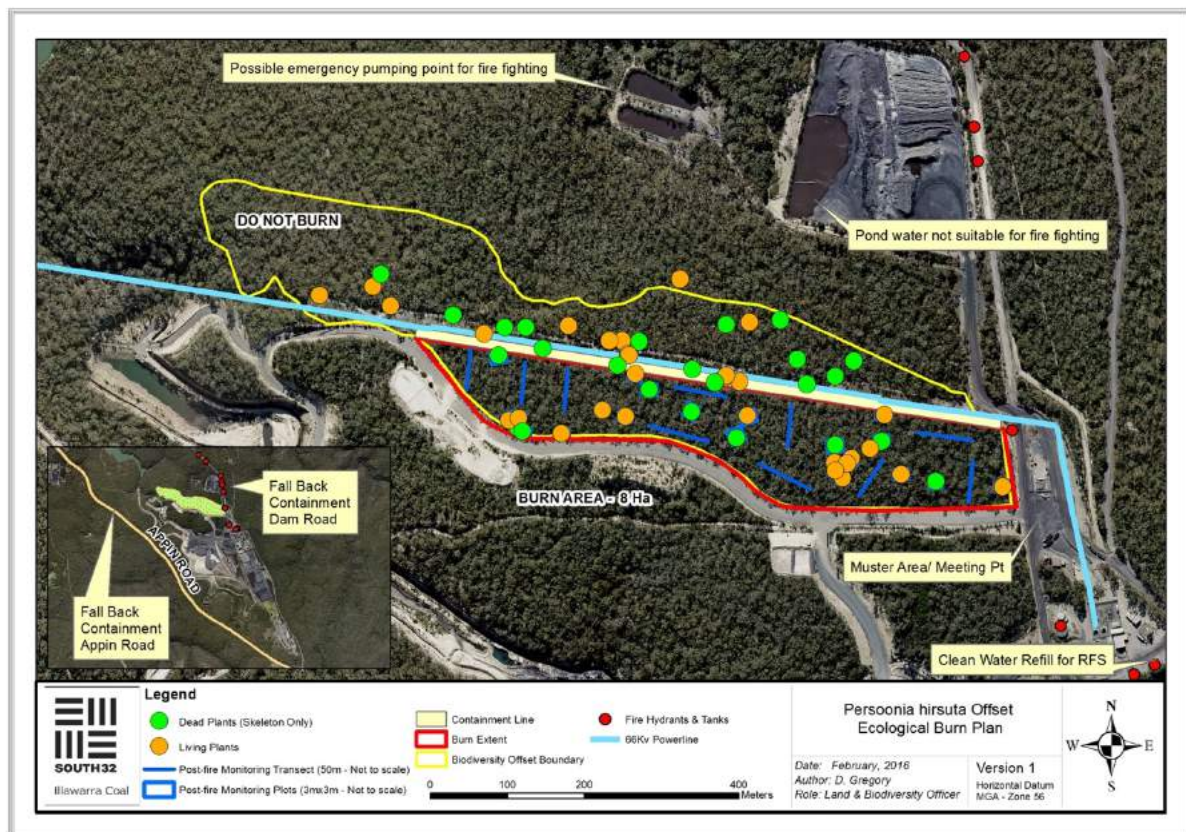 Possible emergency pumping point for fire fighting
DO NOT BURN
Pond water not suitable for fire fighting
BURN AREA - 8 Ha
Fall Back
Containment
Dam Road
APPIN ROAD
Fall Back
Containment
Appin Road
Muster Area/ Meeting Pt
Clean Water Refill for RFS
SOUTH32
Illawarra Coal
Legend
Dead Plants (Skeleton Only)
Living Plants
Post-fire Monitoring Transect (50m - Not to scale)
Post-fire Monitoring Plots (3mx3m - Not to scale)
Containment Line
Burn Extent
Biodiversity Offset Boundary
Fire Hydrants & Tanks
66Kv Powerline
0 100 200 400
Meters
Persoonia hirsuta Offset
Ecological Burn Plan
Date: February, 2016
Author: D. Gregory
Role: Land & Biodiversity Officer
Version 1
Horizontal Datum
MGA - Zone 56
N
W E
S